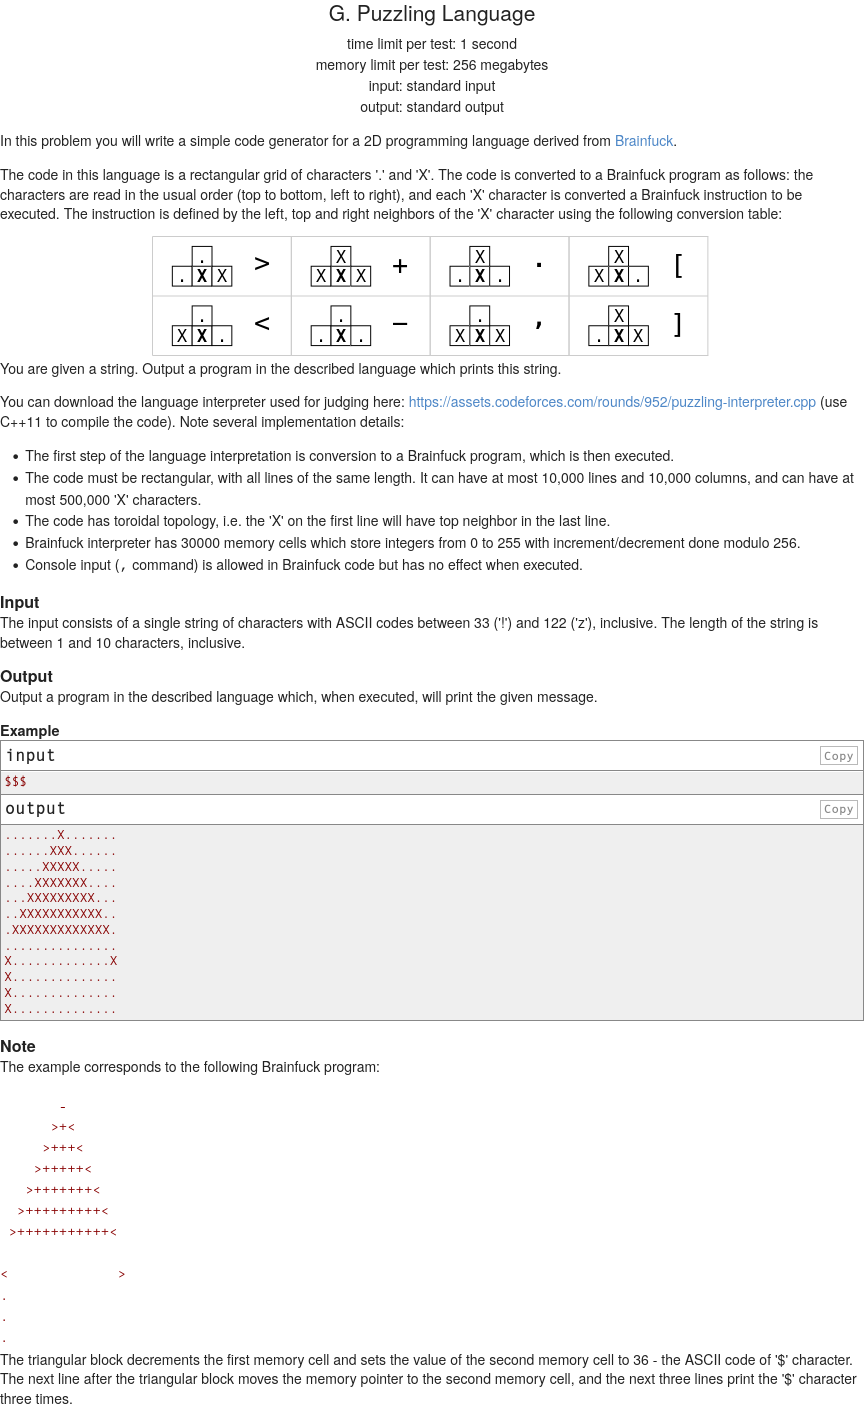 G. Puzzling Language
time limit per test: 1 second
memory limit per test: 256 megabytes
input: standard input
output: standard output
In this problem you will write a simple code generator for a 2D programming language derived from Brainfuck.
The code in this language is a rectangular grid of characters '.' and 'X'. The code is converted to a Brainfuck program as follows: the
characters are read in the usual order (top to bottom, left to right), and each 'X' character is converted a Brainfuck instruction to be
executed. The instruction is defined by the left, top and right neighbors of the 'X' character using the following conversion table:
. X X X
. X X > X X X + . X . . X X . [
. . . X
X X . < . X . − X X X , . X X ]
You are given a string. Output a program in the described language which prints this string.
You can download the language interpreter used for judging here: https://assets.codeforces.com/rounds/952/puzzling-interpreter.cpp (use
C++11 to compile the code). Note several implementation details:
• The first step of the language interpretation is conversion to a Brainfuck program, which is then executed.
• The code must be rectangular, with all lines of the same length. It can have at most 10,000 lines and 10,000 columns, and can have at
most 500,000 'X' characters.
• The code has toroidal topology, i.e. the 'X' on the first line will have top neighbor in the last line.
• Brainfuck interpreter has 30000 memory cells which store integers from 0 to 255 with increment/decrement done modulo 256.
• Console input (, command) is allowed in Brainfuck code but has no effect when executed.
Input
The input consists of a single string of characters with ASCII codes between 33 ('!') and 122 ('z'), inclusive. The length of the string is
between 1 and 10 characters, inclusive.
Output
Output a program in the described language which, when executed, will print the given message.
Example
input Copy
$$$
output Copy
.......X.......
......XXX......
.....XXXXX.....
....XXXXXXX....
...XXXXXXXXX...
..XXXXXXXXXXX..
.XXXXXXXXXXXXX.
...............
X.............X
X..............
X..............
X..............
Note
The example corresponds to the following Brainfuck program:
-
>+<
>+++<
>+++++<
>+++++++<
>+++++++++<
>+++++++++++<
< >
.
.
.
The triangular block decrements the first memory cell and sets the value of the second memory cell to 36 - the ASCII code of '$' character.
The next line after the triangular block moves the memory pointer to the second memory cell, and the next three lines print the '$' character
three times.